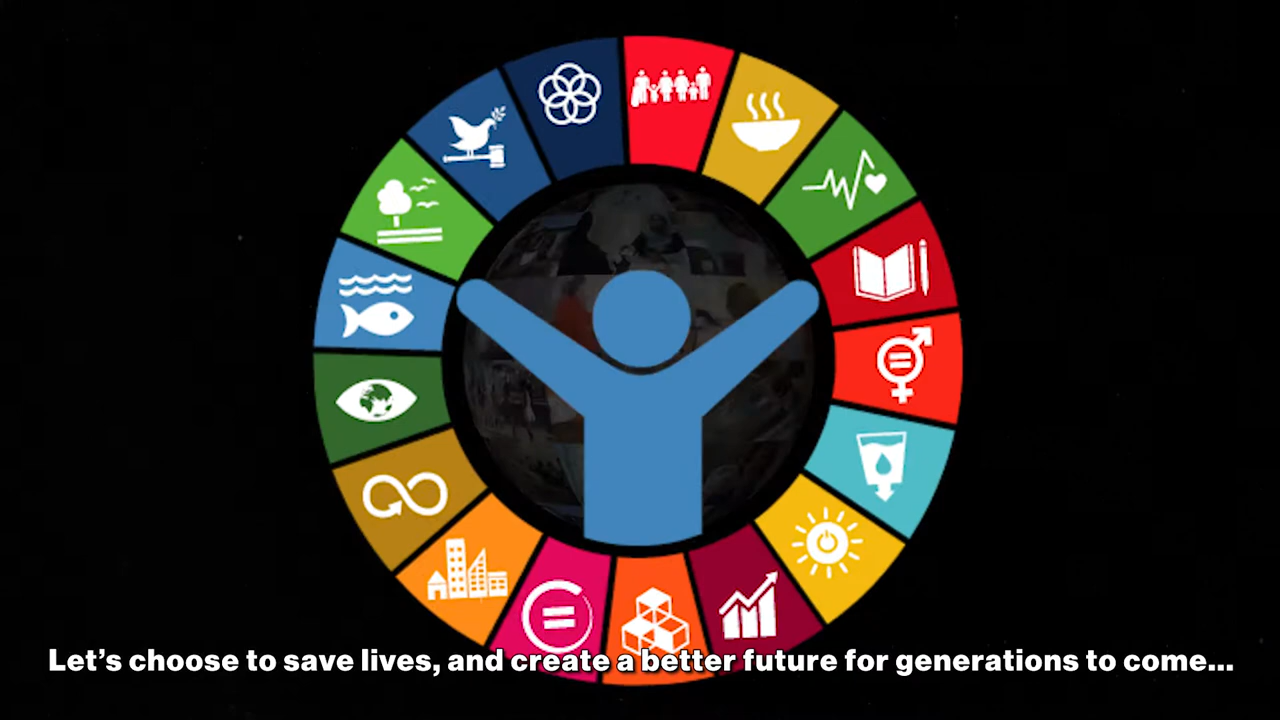 Let’s choose to save lives, and create a better future for generations to come...